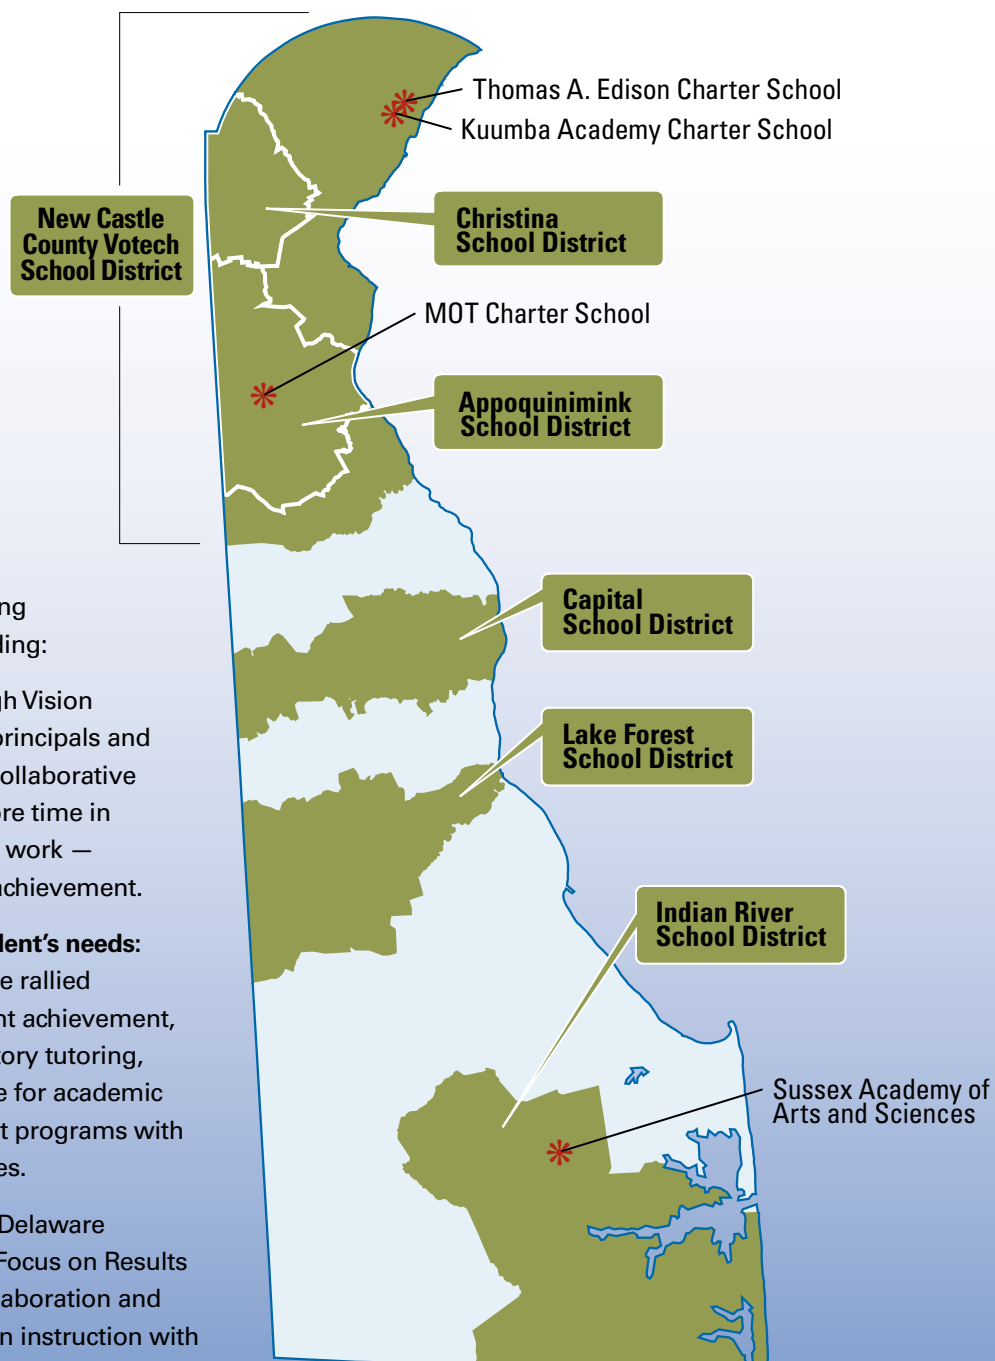 Thomas A. Edison Charter School
Kuumba Academy Charter School
New Castle
County Votech
School District
Christina
School District
MOT Charter School
Appoquinimink
School District
Capital
School District
Lake Forest
School District
Indian River
School District
Sussex Academy of
Arts and Sciences
ng
ding:
gh Vision
principals and
collaborative
ore time in
work —
achievement.
dent's needs:
e rallied
nt achievement,
tory tutoring,
e for academic
t programs with
es.
Delaware
Focus on Results
laboration and
n instruction with